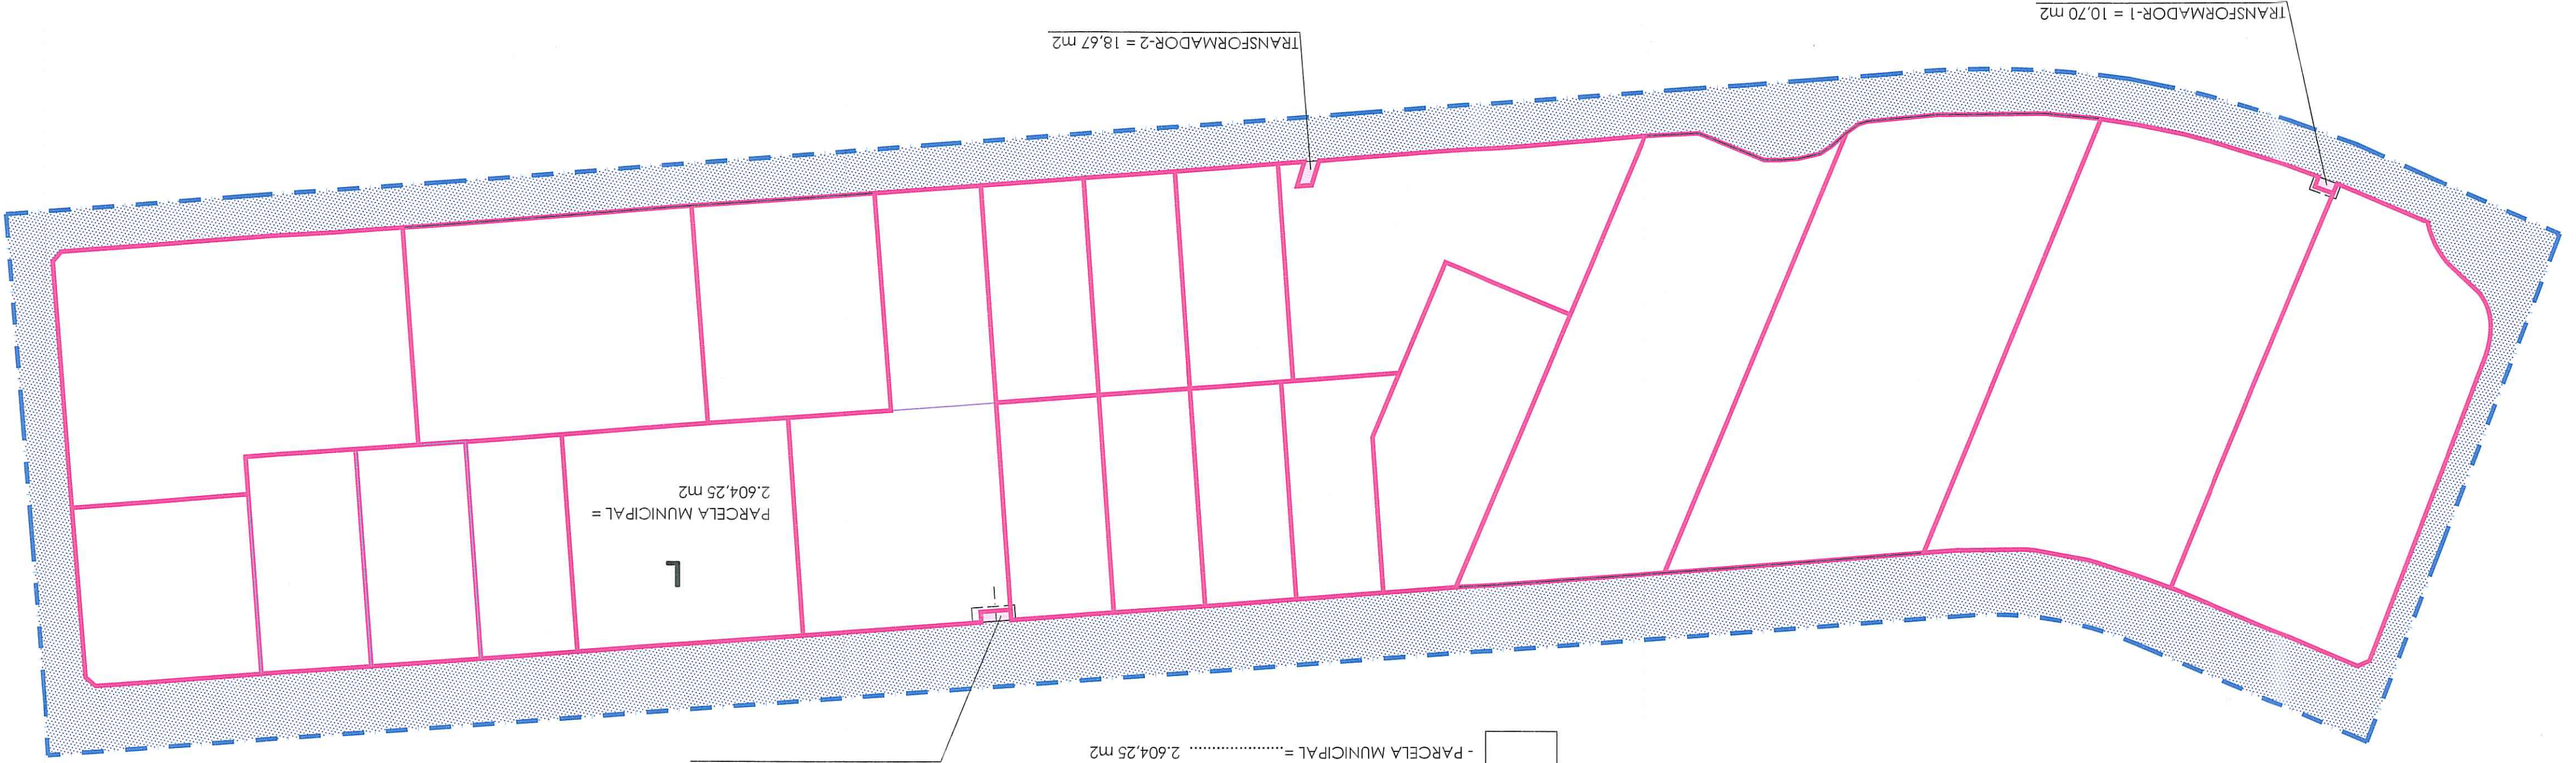 - PARCELA MUNICIPAL =.................... 2.604,25 m2
L
PARCELA MUNICIPAL =
2.604,25 m2
TRANSFORMADOR-2 = 18,67 m2
TRANSFORMADOR-1 = 10,70 m2